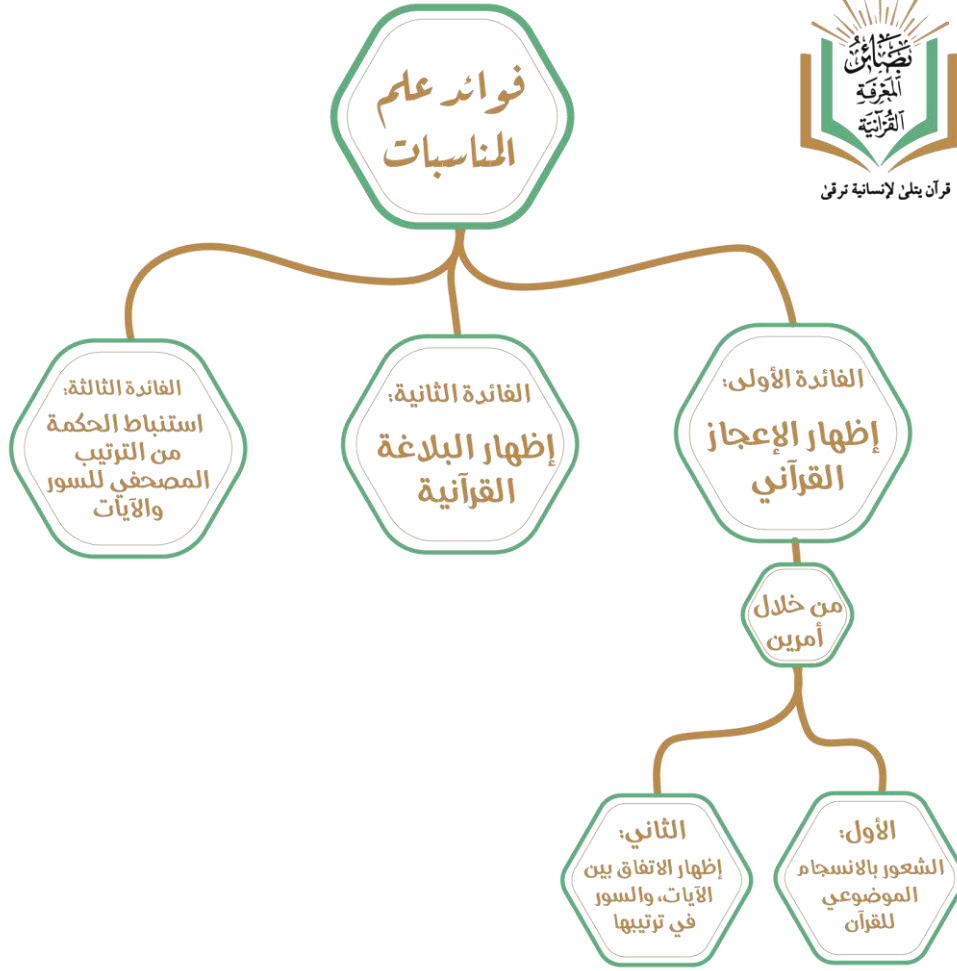 فوائد علم
المناسبات
بَصَائِرُ
المَعْرِفَةِ
القُرْآنِيَّة
قرآن يتلىٰ لإنسانية ترقىٰ
الفائدة الأولى:
إظهار الإعجاز
القرآني
من خلال
أمرين
الأول:
الشعور بالانسجام
الموضوعي
للقرآن
الثاني:
إظهار الاتفاق بين
الآيات، والسور
في ترتيبها
الفائدة الثانية:
إظهار البلاغة
القرآنية
الفائدة الثالثة:
استنباط الحكمة
من الترتيب
المصحفي للسور
والآيات